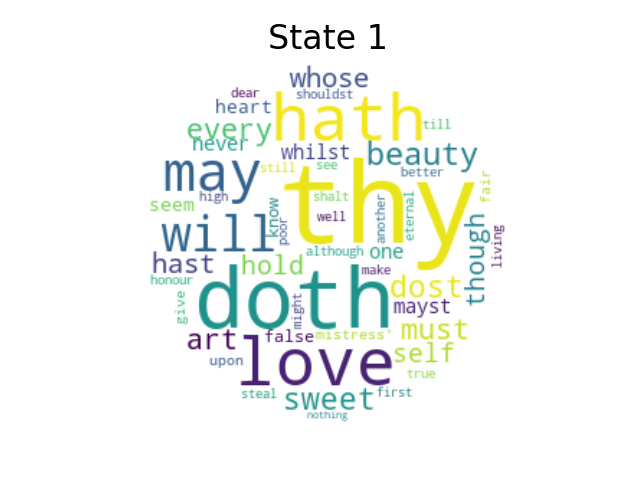 State 1
whose
dear
shouldst
heart
hath
every
till
never
whilst
beauty
still
see
better
may
thy
high
shalt
fair
seem
know
well
another
eternal
poor
will
though
living
although
one
hast
hold
make
honour
doth
dost
give
might
mayst
art
false
mistress'
must
self
upon
love
true
steal
sweet
first
nothing